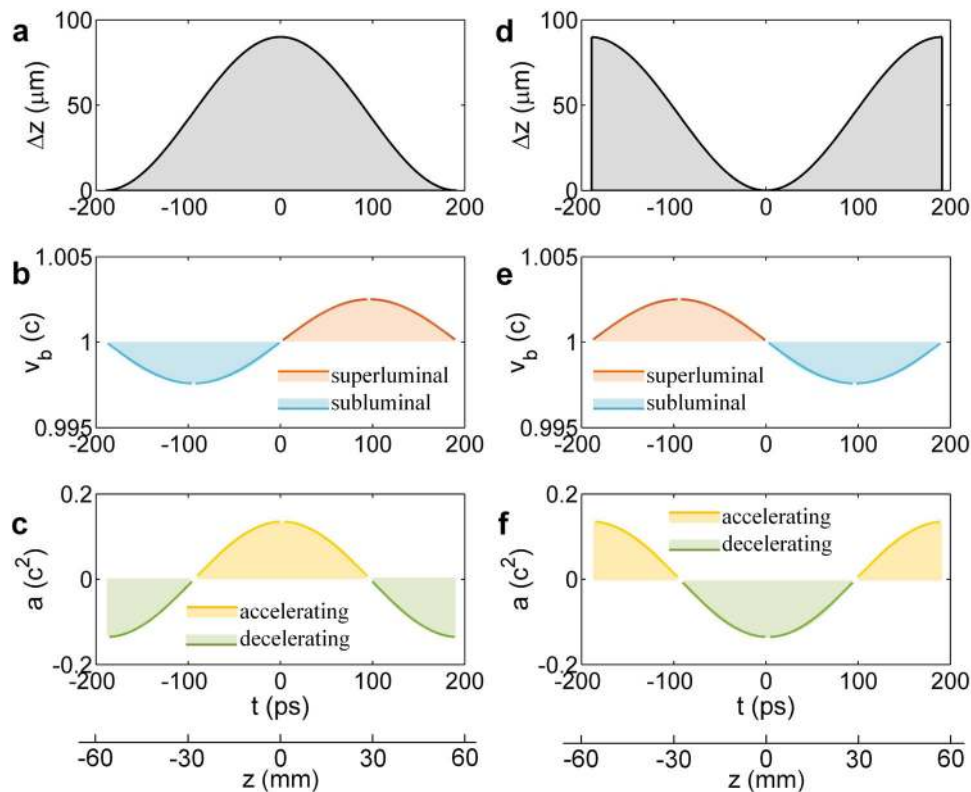 a
100
50
0
Δz (μm)
-200 -100 0 100 200
d
100
50
0
Δz (μm)
-200 -100 0 100 200
b
1.005
1
0.995
v_b (c)
superluminal
subluminal
-200 -100 0 100 200
e
1.005
1
0.995
v_b (c)
superluminal
subluminal
-200 -100 0 100 200
c
0.2
0
-0.2
a (c²)
accelerating
decelerating
-200 -100 0 100 200
t (ps)
-60 -30 0 30 60
z (mm)
f
0.2
0
-0.2
a (c²)
accelerating
decelerating
-200 -100 0 100 200
t (ps)
-60 -30 0 30 60
z (mm)